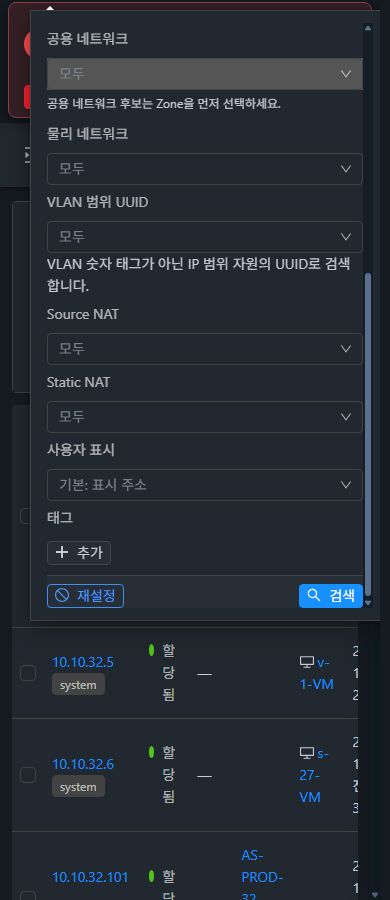 공용 네트워크
모두
공용 네트워크 후보는 Zone을 먼저 선택하세요.
물리 네트워크
모두
VLAN 범위 UUID
모두
VLAN 숫자 태그가 아닌 IP 범위 자원의 UUID로 검색
합니다.
Source NAT
모두
Static NAT
모두
사용자 표시
기본: 표시 주소
태그
+ 추가
재설정
검색
10.10.32.5
system
할
당
됨
—
v-
1-VM
2
1
2
10.10.32.6
system
할
당
됨
—
s-
27-
VM
2
1
3
10.10.32.101
할
AS-
PROD-
32